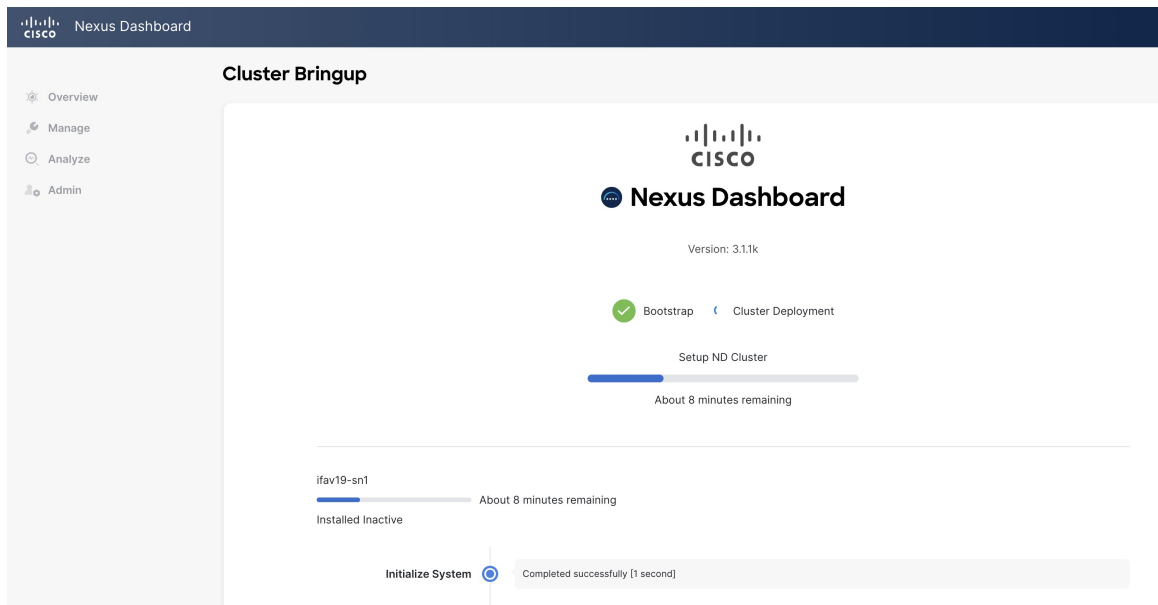 CISCO Nexus Dashboard
Cluster Bringup
Overview
Manage
Analyze
Admin
CISCO
Nexus Dashboard
Version: 3.1.1k
Bootstrap Cluster Deployment
Setup ND Cluster
About 8 minutes remaining
ifav19-sn1
About 8 minutes remaining
Installed Inactive
Initialize System Completed successfully [1 second]